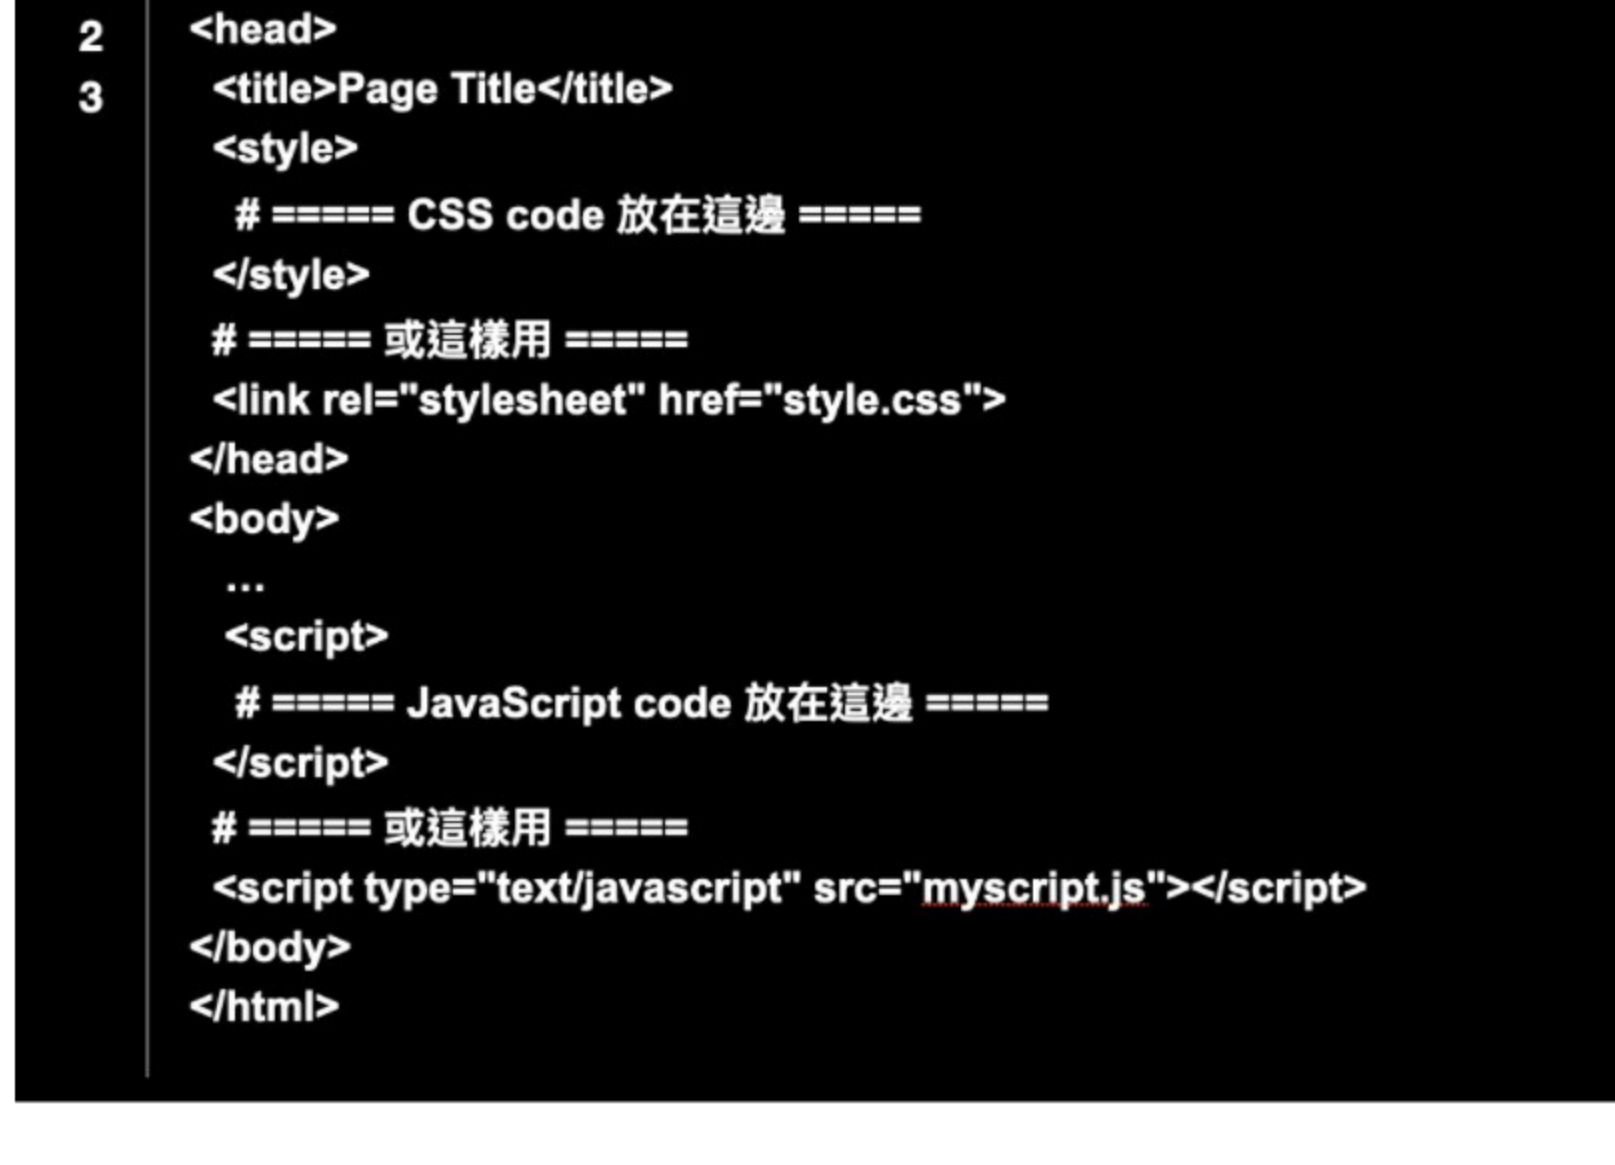 2 <head>
3 <title>Page Title</title>
<style>
# ===== CSS code 放在這邊 =====
</style>
# ===== 或這樣用 =====
<link rel="stylesheet" href="style.css">
</head>
<body>
...
<script>
# ===== JavaScript code 放在這邊 =====
</script>
# ===== 或這樣用 =====
<script type="text/javascript" src="myscript.js"></script>
</body>
</html>